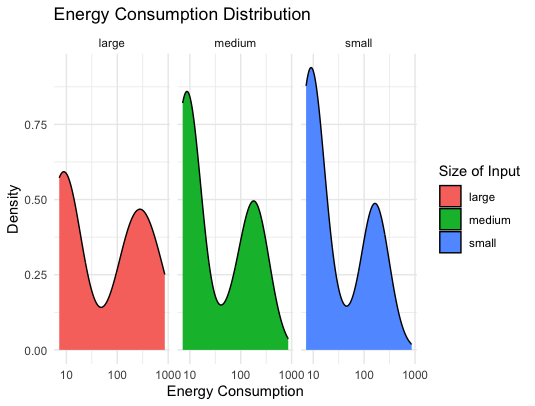 Energy Consumption Distribution
large
medium
small
Density
0.75
0.50
0.25
0.00
10 100 1000
10 100 1000
10 100 1000
Energy Consumption
Size of Input
large
medium
small